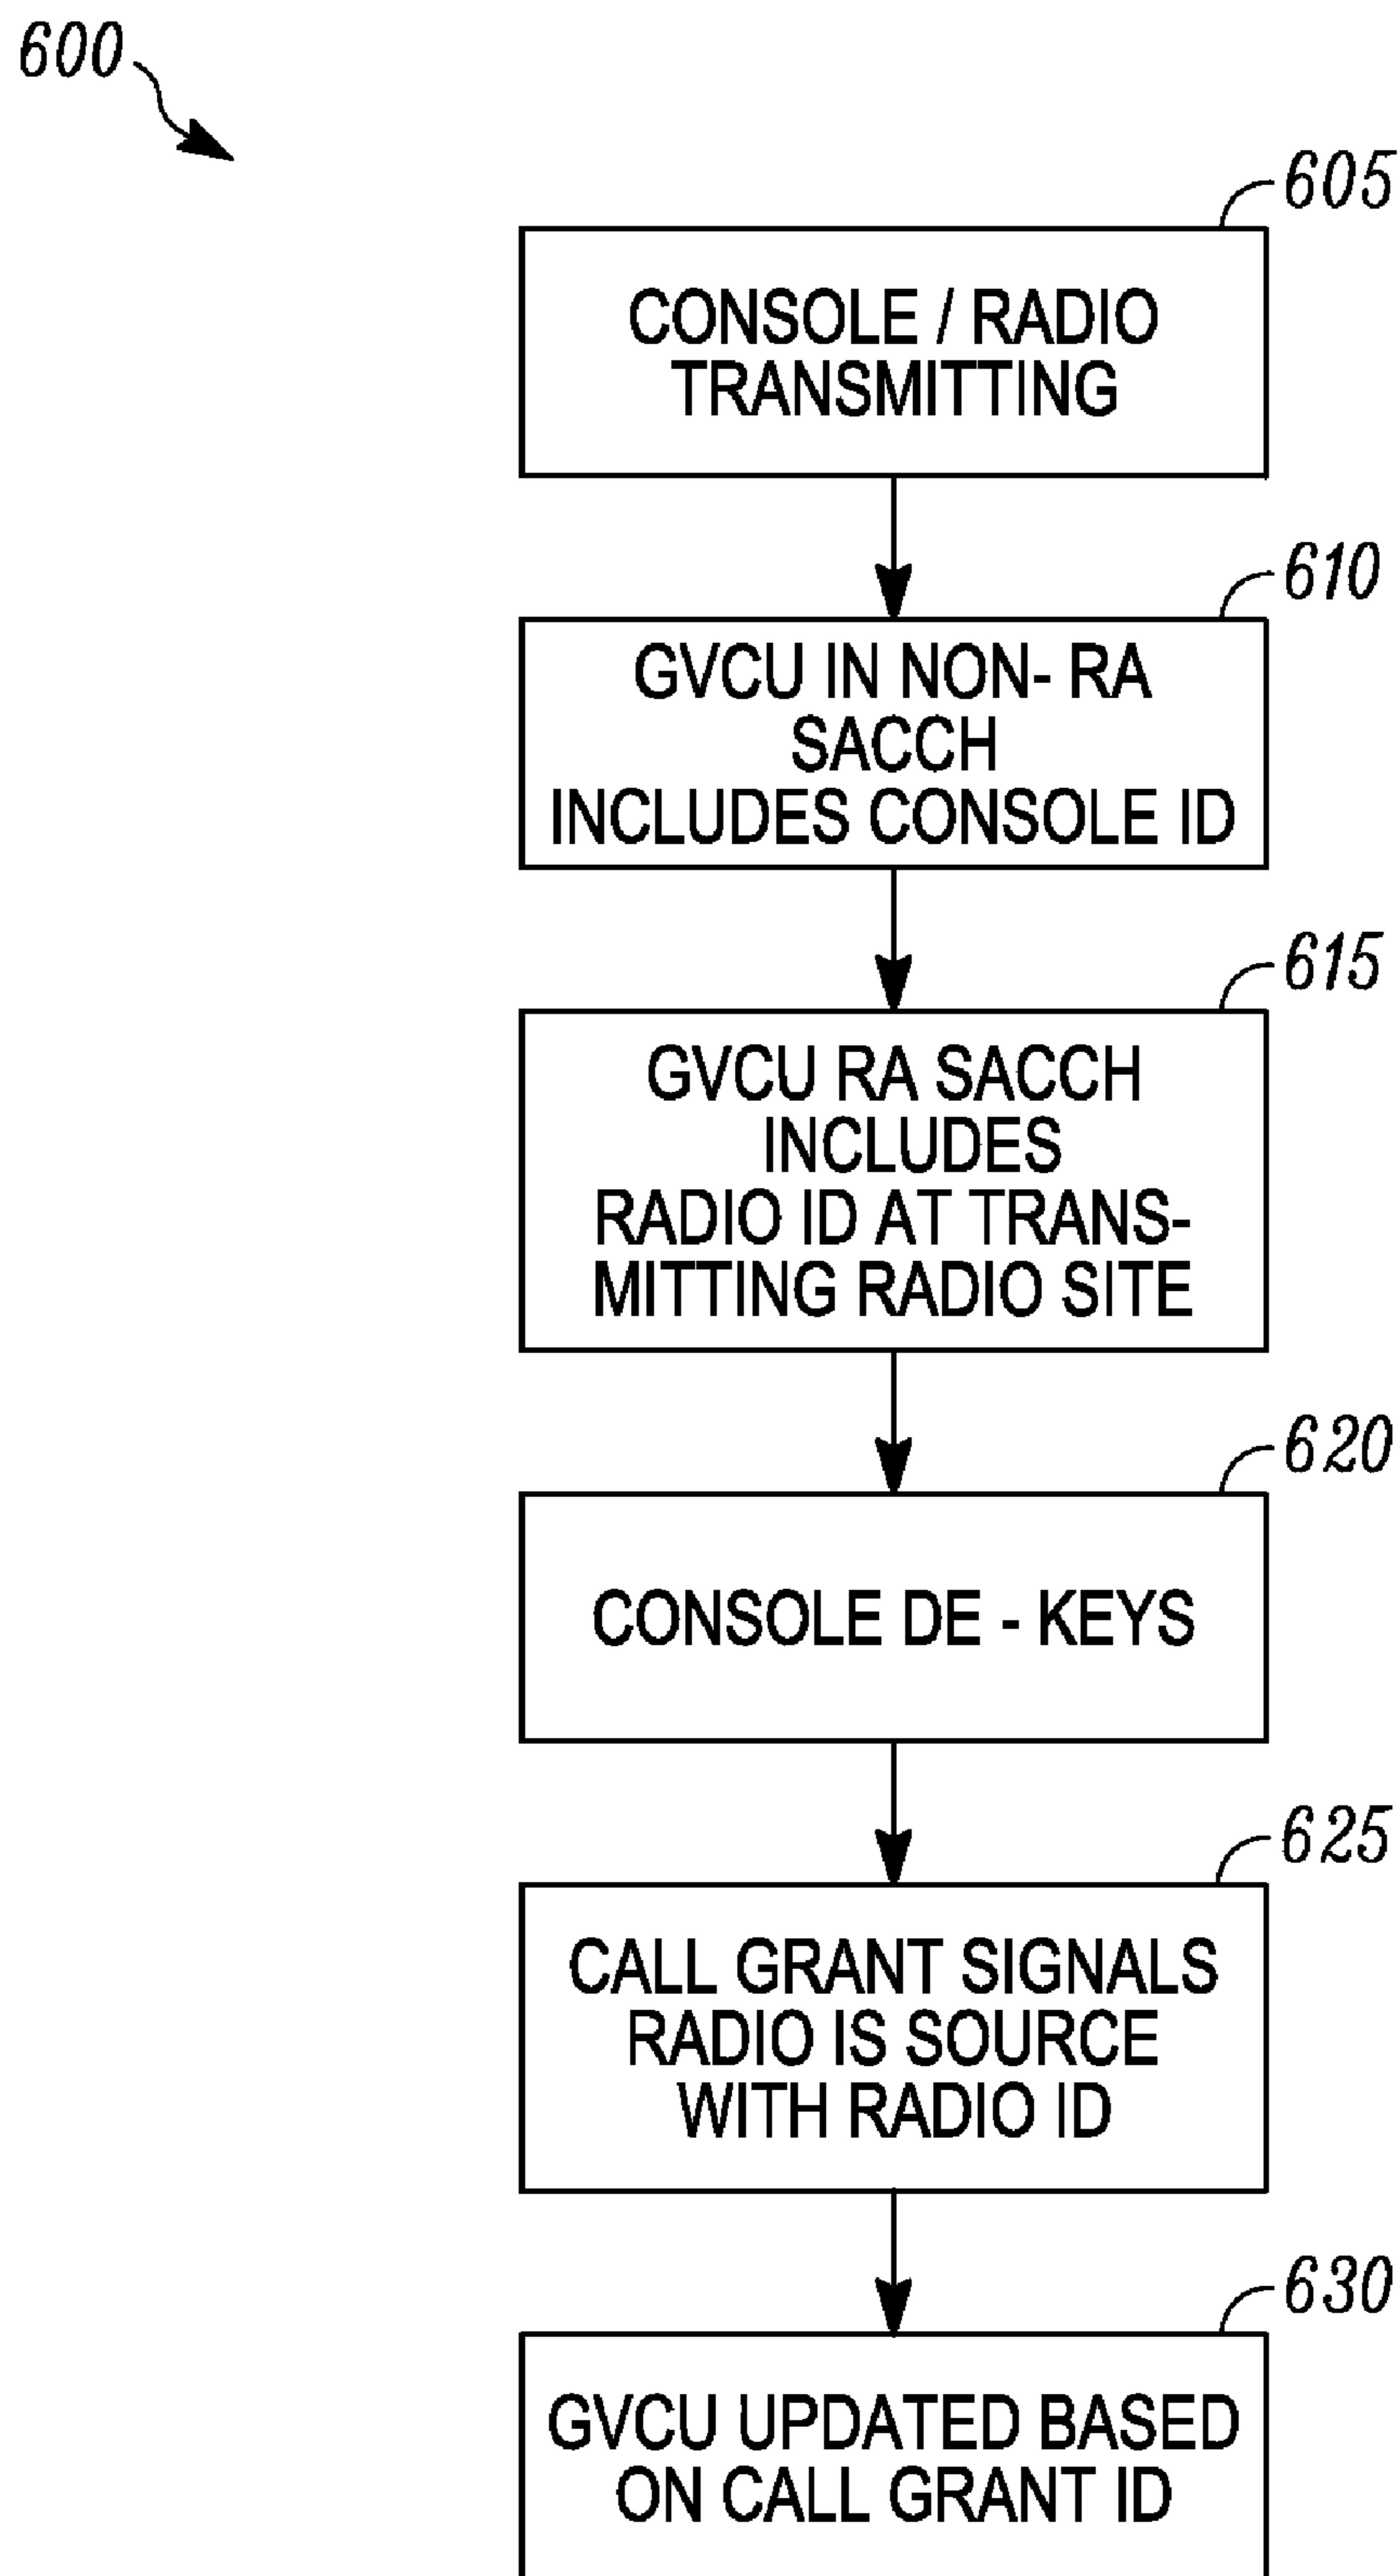 600
605
CONSOLE / RADIO
TRANSMITTING
610
GVCU IN NON- RA
SACCH
INCLUDES CONSOLE ID
615
GVCU RA SACCH
INCLUDES
RADIO ID AT TRANS-
MITTING RADIO SITE
620
CONSOLE DE - KEYS
625
CALL GRANT SIGNALS
RADIO IS SOURCE
WITH RADIO ID
630
GVCU UPDATED BASED
ON CALL GRANT ID